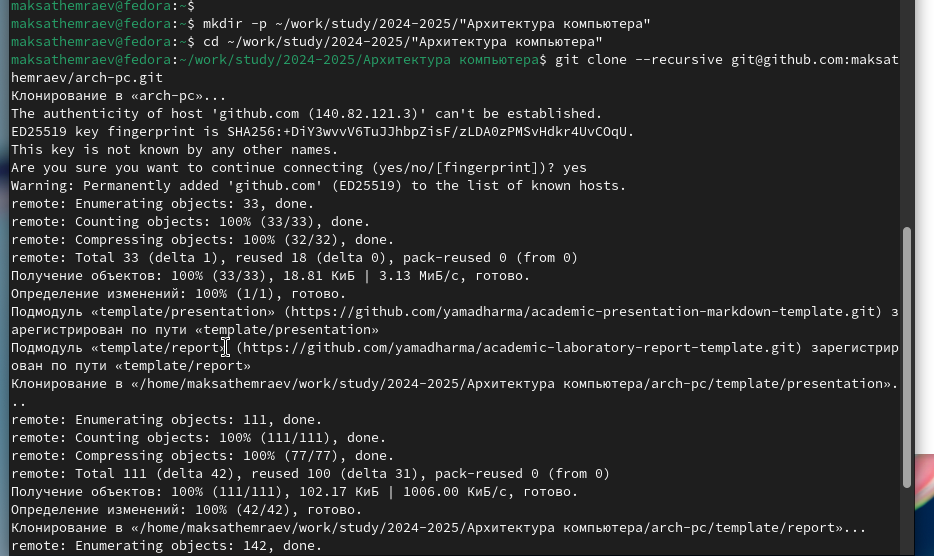 maksathemraev@fedora:~$
maksathemraev@fedora:~$ mkdir -p ~/work/study/2024-2025/"Архитектура компьютера"
maksathemraev@fedora:~$ cd ~/work/study/2024-2025/"Архитектура компьютера"
maksathemraev@fedora:~/work/study/2024-2025/Архитектура компьютера$ git clone --recursive git@github.com:maksat
hemraev/arch-pc.git
Клонирование в «arch-pc»...
The authenticity of host 'github.com (140.82.121.3)' can't be established.
ED25519 key fingerprint is SHA256:+DiY3wvvV6TuJJhbpZisF/zLDA0zPMSvHdkr4UvCOqU.
This key is not known by any other names.
Are you sure you want to continue connecting (yes/no/[fingerprint])? yes
Warning: Permanently added 'github.com' (ED25519) to the list of known hosts.
remote: Enumerating objects: 33, done.
remote: Counting objects: 100% (33/33), done.
remote: Compressing objects: 100% (32/32), done.
remote: Total 33 (delta 1), reused 18 (delta 0), pack-reused 0 (from 0)
Получение объектов: 100% (33/33), 18.81 КиБ | 3.13 МиБ/с, готово.
Определение изменений: 100% (1/1), готово.
Подмодуль «template/presentation» (https://github.com/yamadharma/academic-presentation-markdown-template.git) з
арегистрирован по пути «template/presentation»
Подмодуль «template/report» (https://github.com/yamadharma/academic-laboratory-report-template.git) зарегистрир
ован по пути «template/report»
Клонирование в «/home/maksathemraev/work/study/2024-2025/Архитектура компьютера/arch-pc/template/presentation».
..
remote: Enumerating objects: 111, done.
remote: Counting objects: 100% (111/111), done.
remote: Compressing objects: 100% (77/77), done.
remote: Total 111 (delta 42), reused 100 (delta 31), pack-reused 0 (from 0)
Получение объектов: 100% (111/111), 102.17 КиБ | 1006.00 КиБ/с, готово.
Определение изменений: 100% (42/42), готово.
Клонирование в «/home/maksathemraev/work/study/2024-2025/Архитектура компьютера/arch-pc/template/report»...
remote: Enumerating objects: 142, done.